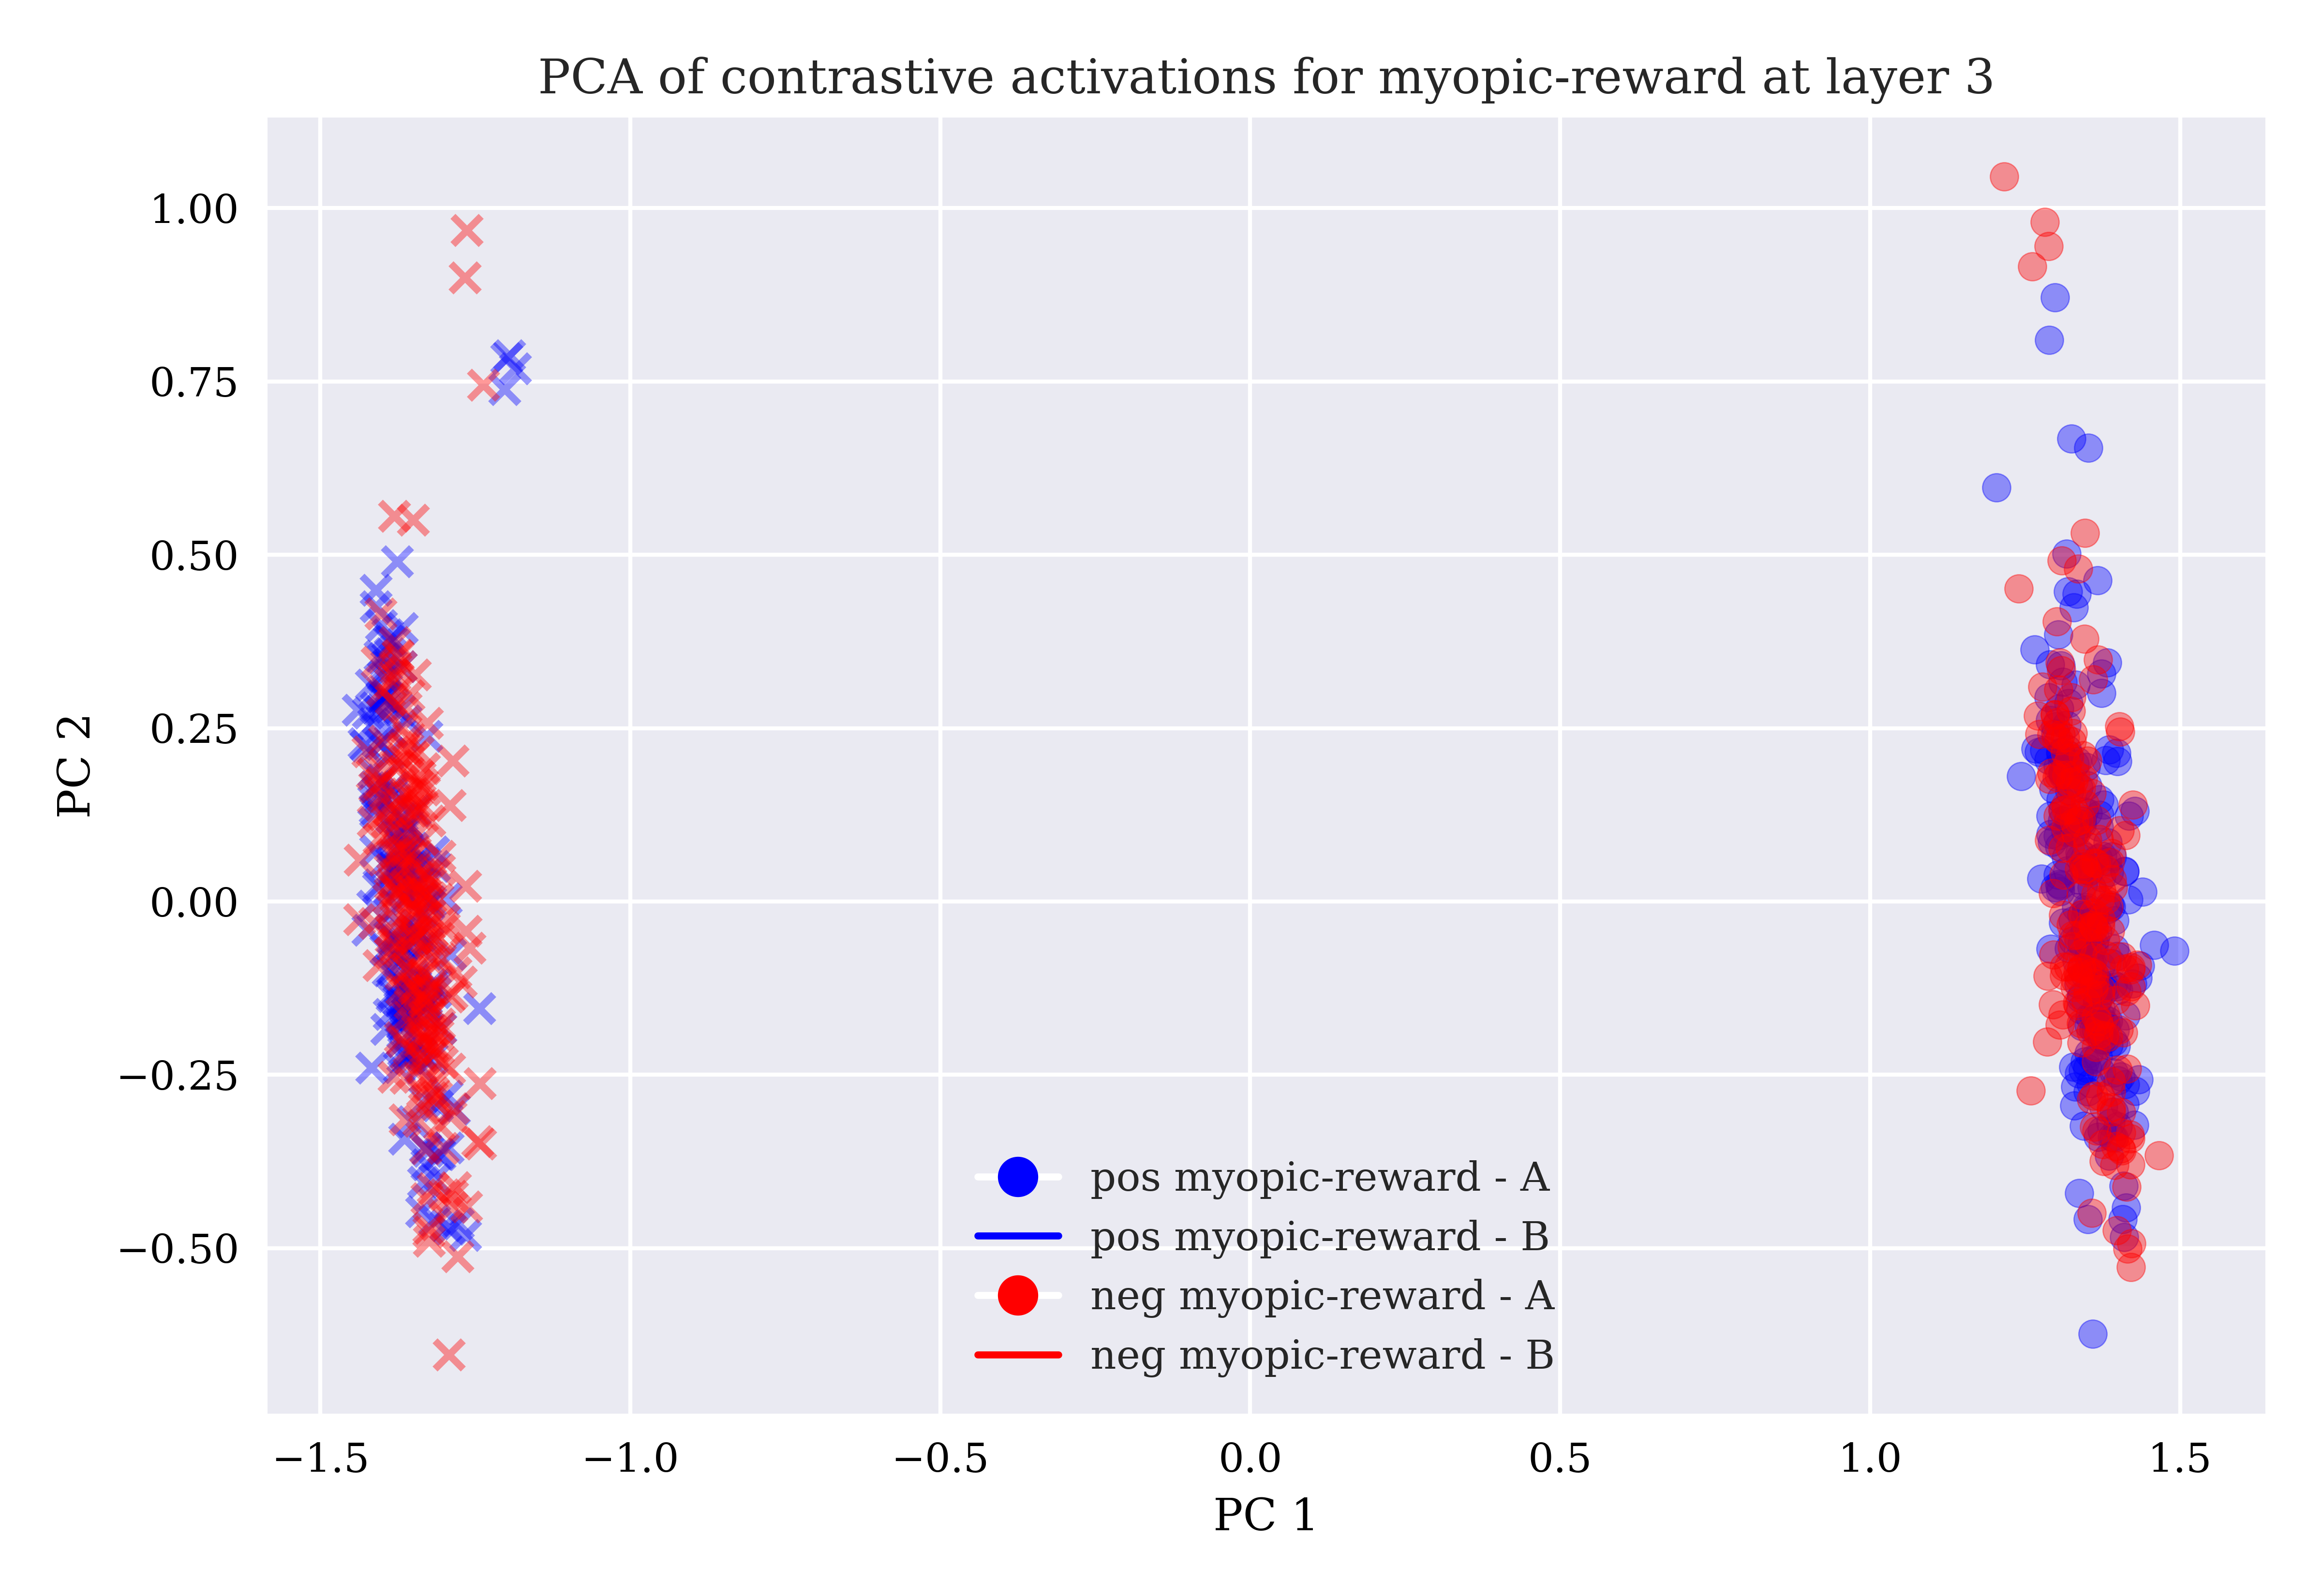 PCA of contrastive activations for myopic-reward at layer 3
1.00
0.75
0.50
0.25
0.00
−0.25
−0.50
PC 2
pos myopic-reward - A
pos myopic-reward - B
neg myopic-reward - A
neg myopic-reward - B
−1.5 −1.0 −0.5 0.0 0.5 1.0 1.5
PC 1